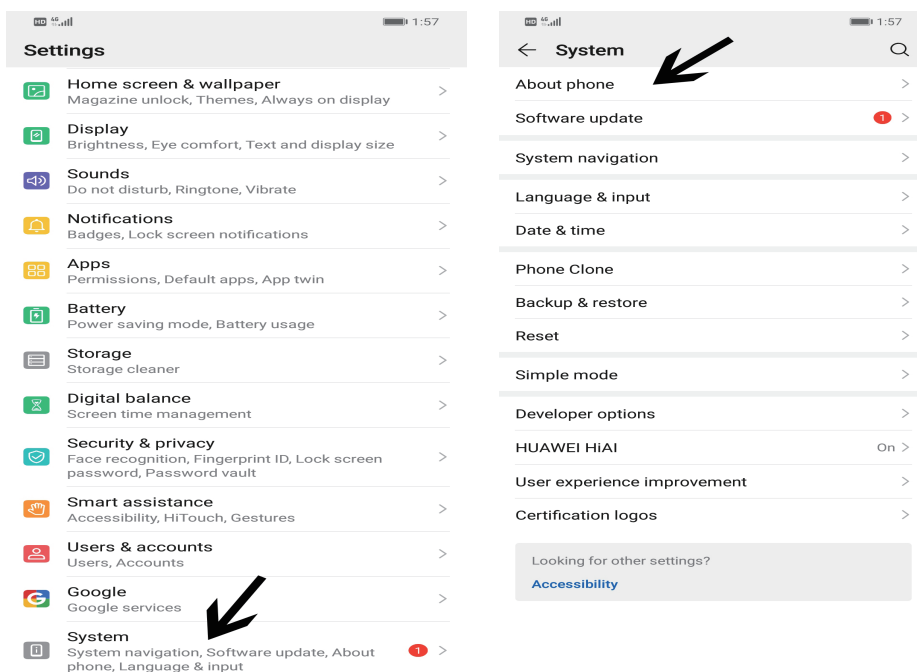 HD 4G 1:57
Settings
Home screen & wallpaper
Magazine unlock, Themes, Always on display
Display
Brightness, Eye comfort, Text and display size
Sounds
Do not disturb, Ringtone, Vibrate
Notifications
Badges, Lock screen notifications
Apps
Permissions, Default apps, App twin
Battery
Power saving mode, Battery usage
Storage
Storage cleaner
Digital balance
Screen time management
Security & privacy
Face recognition, Fingerprint ID, Lock screen
password, Password vault
Smart assistance
Accessibility, HiTouch, Gestures
Users & accounts
Users, Accounts
Google
Google services
System
System navigation, Software update, About
phone, Language & input
1
HD 4G 1:57
System
About phone
Software update 1
System navigation
Language & input
Date & time
Phone Clone
Backup & restore
Reset
Simple mode
Developer options
HUAWEI HiAI On
User experience improvement
Certification logos
Looking for other settings?
Accessibility